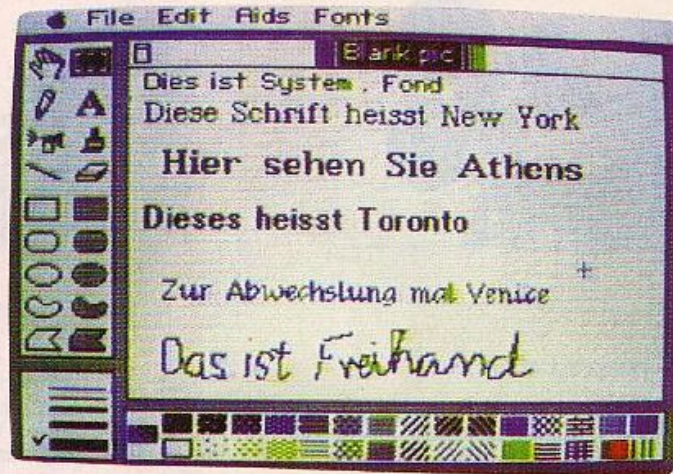 File Edit Aids Fonts
Blank pic
Dies ist System . Fond
Diese Schrift heisst New York
Hier sehen Sie Athens
Dieses heisst Toronto
Zur Abwechslung mal Venice
Das ist Freihand
A